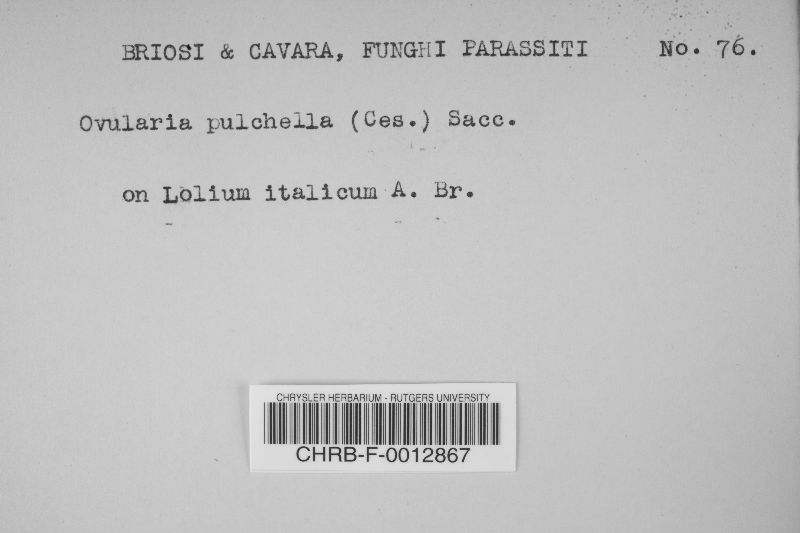 BRIOSI & CAVARA, FUNGHI PARASSITI No. 76.
Ovularia pulchella (Ces.) Sacc.
on Lolium italicum A. Br.
CHRYSLER HERBARIUM - RUTGERS UNIVERSITY
CHRB-F-0012867